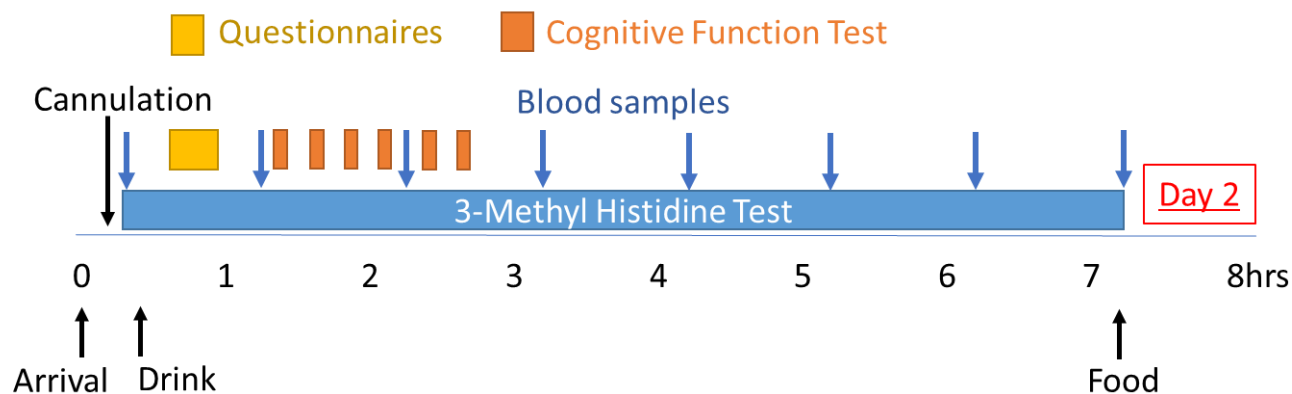 Questionnaires Cognitive Function Test
Cannulation
Blood samples
3-Methyl Histidine Test
Day 2
0 1 2 3 4 5 6 7 8hrs
Arrival Drink Food